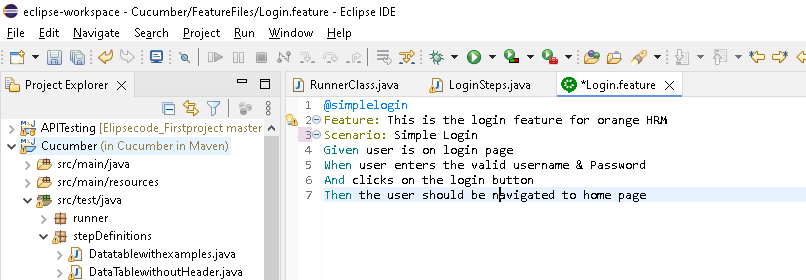 eclipse-workspace - Cucumber/FeatureFiles/Login.feature - Eclipse IDE
File Edit Navigate Search Project Run Window Help
Project Explorer
RunnerClass.java LoginSteps.java *Login.feature
APITesting [Elipsecode_Firstproject master
Cucumber (in Cucumber in Maven)
src/main/java
src/main/resources
src/test/java
runner
stepDefinitions
Datatablewithexamples.java
DataTablewithoutHeader.java
1 @simplelogin
2 Feature: This is the login feature for orange HRM
3 Scenario: Simple Login
4 Given user is on login page
5 When user enters the valid username & Password
6 And clicks on the login button
7 Then the user should be navigated to home page